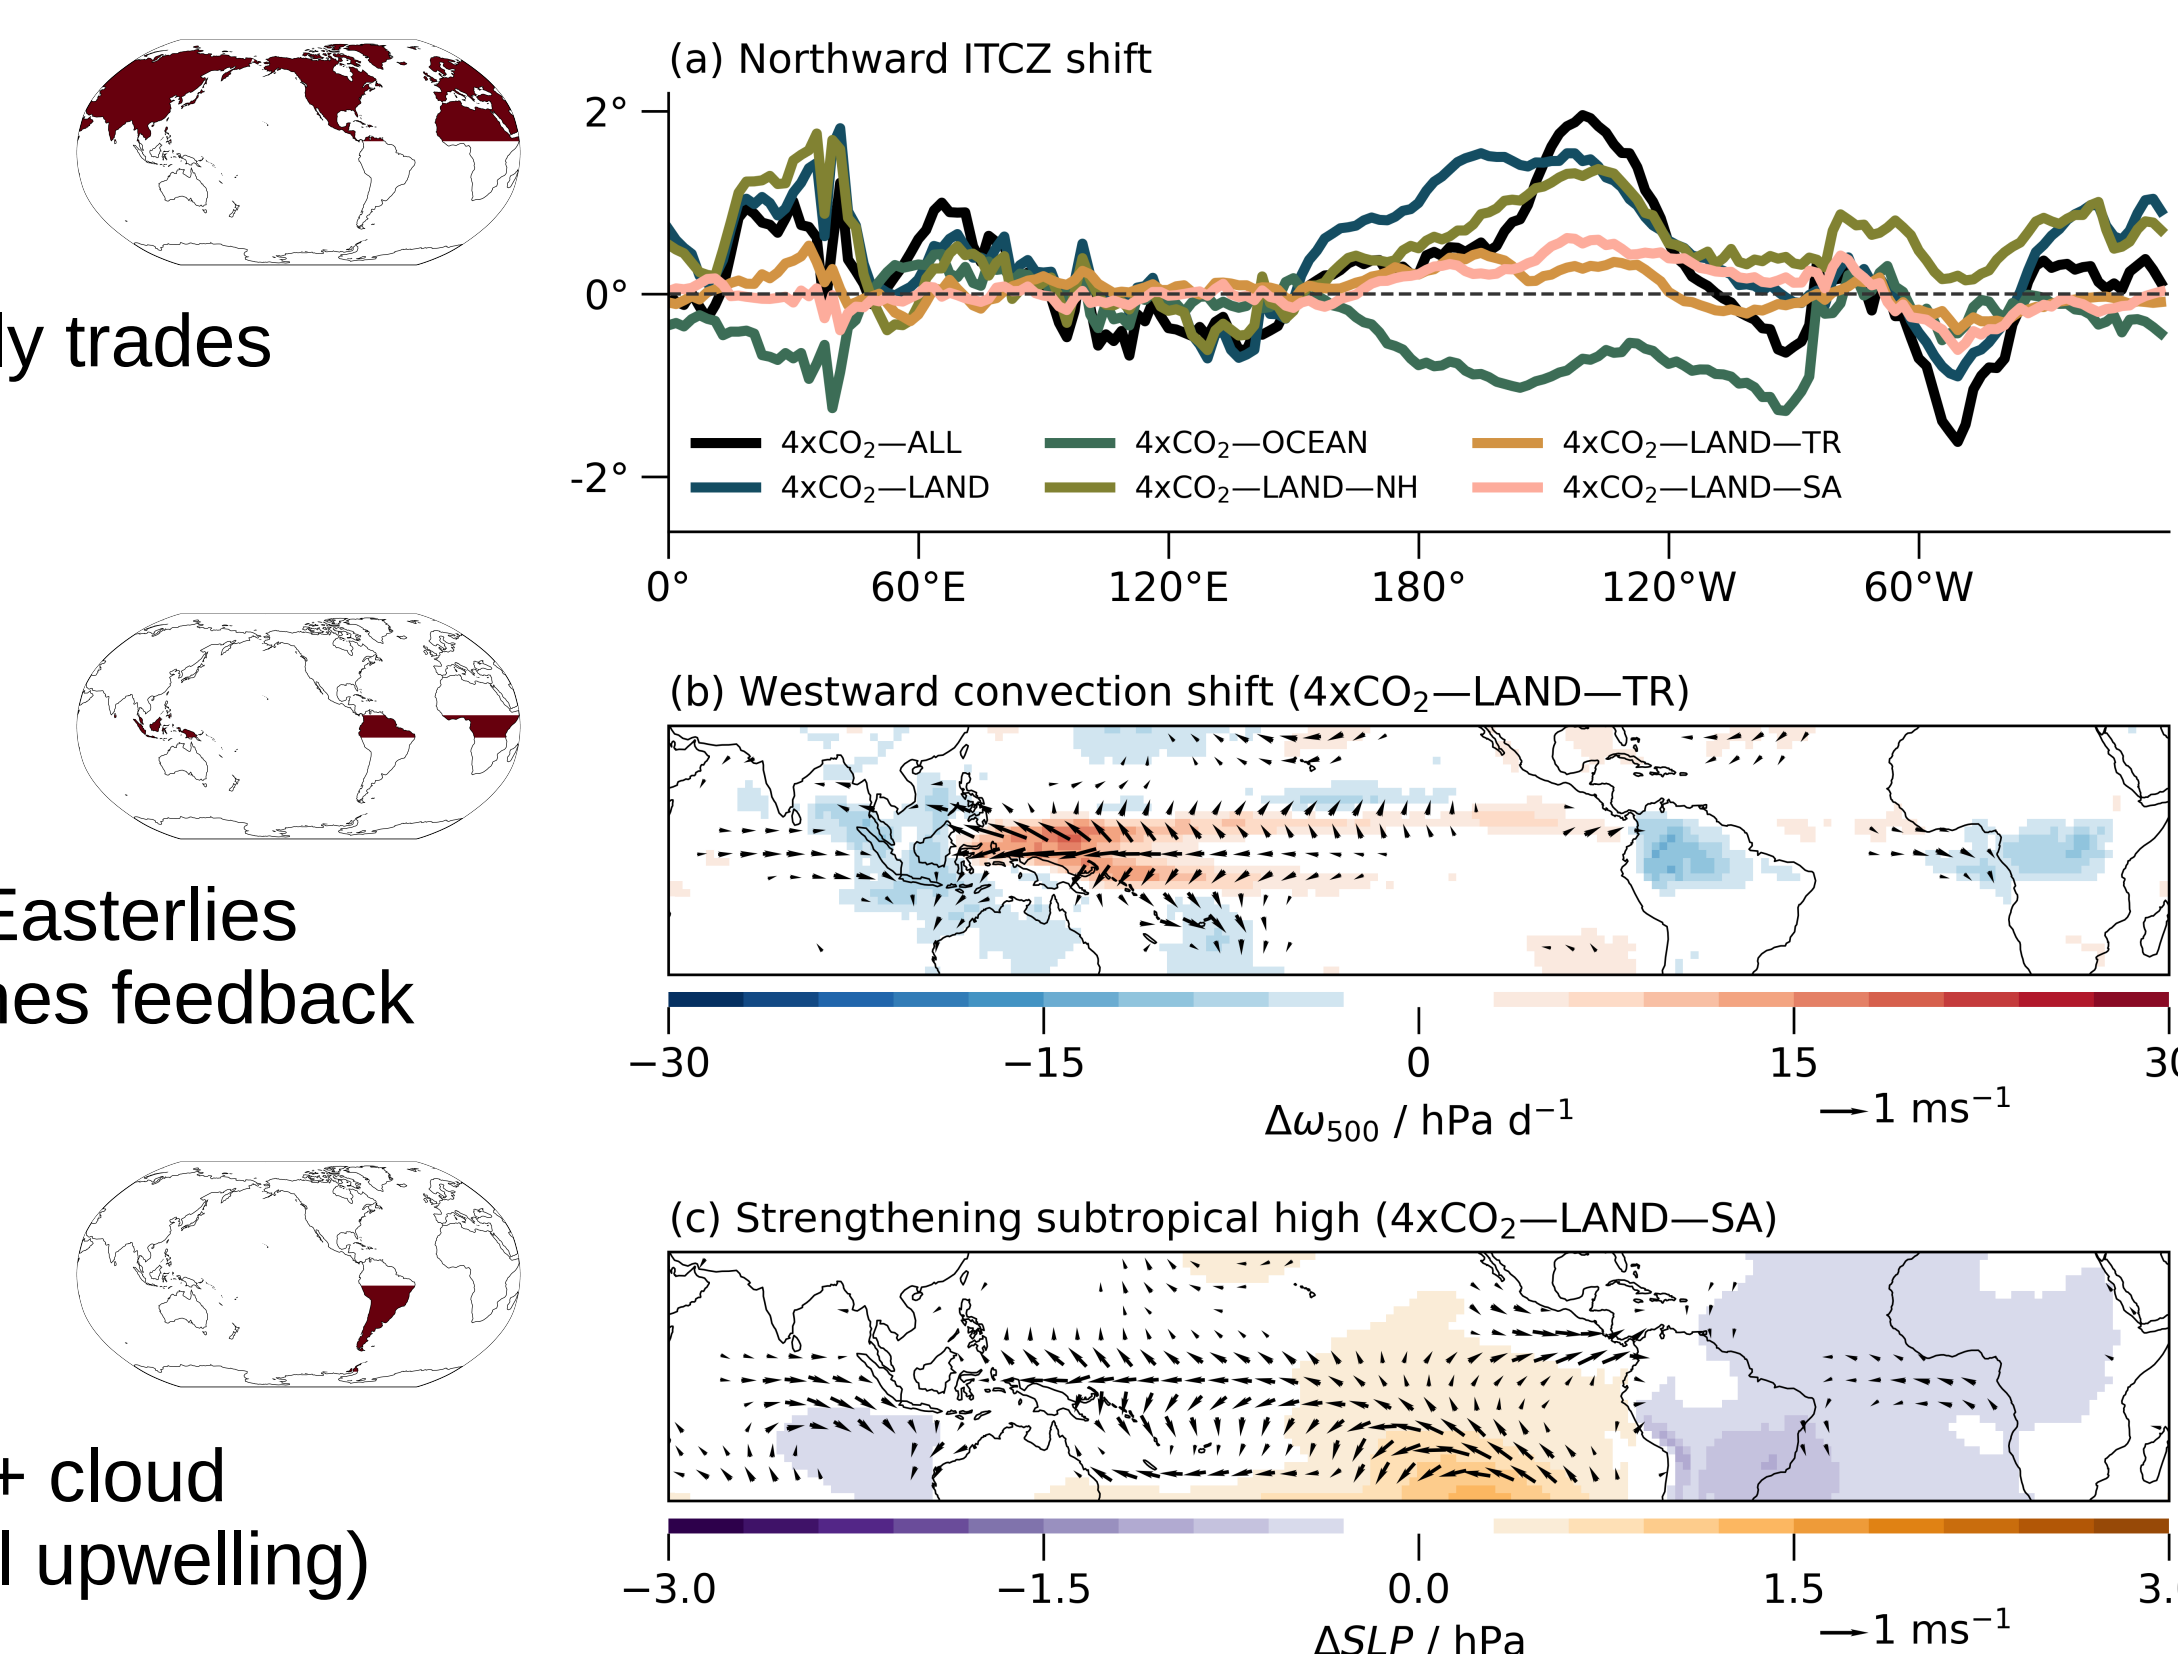 ly trades
Easterlies
nes feedback
+ cloud
l upwelling)
(a) Northward ITCZ shift
2°
0°
-2°
4xCO₂—ALL
4xCO₂—OCEAN
4xCO₂—LAND—TR
4xCO₂—LAND
4xCO₂—LAND—NH
4xCO₂—LAND—SA
0° 60°E 120°E 180° 120°W 60°W
(b) Westward convection shift (4xCO₂—LAND—TR)
−30 −15 0 15 30
Δω₅₀₀ / hPa d⁻¹
1 ms⁻¹
(c) Strengthening subtropical high (4xCO₂—LAND—SA)
−3.0 −1.5 0.0 1.5 3.
ΔSLP / hPa
1 ms⁻¹